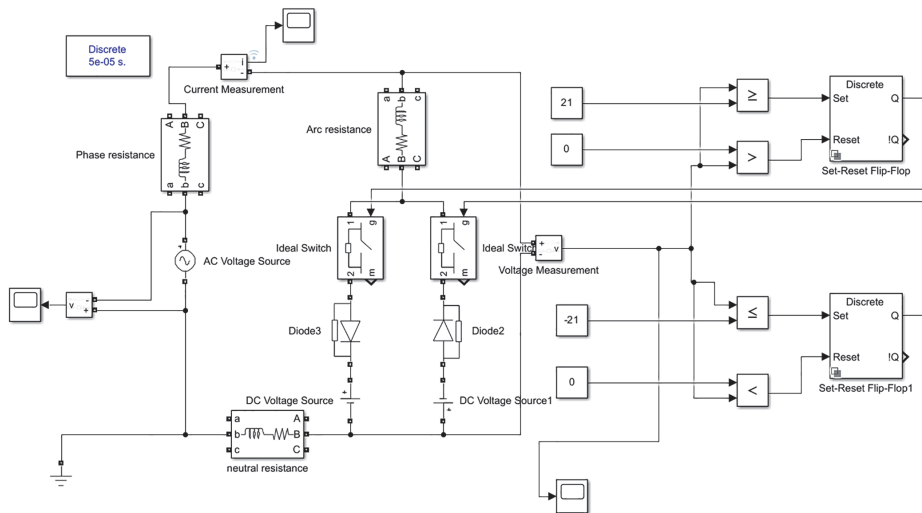 Discrete
5e-05 s.
+
-
i
Current Measurement
A
B
C
a
b
c
Phase resistance
a
b
c
A
B
C
Arc resistance
21
0
≥
>
Discrete
Set
Reset
Q
!Q
Set-Reset Flip-Flop
+
AC Voltage Source
v
-
+
Ideal Switch
1
g
2
m
Ideal Switch
1
g
2
m
+
-
v
Voltage Measurement
Diode3
Diode2
-21
0
≤
<
Discrete
Set
Reset
Q
!Q
Set-Reset Flip-Flop1
DC Voltage Source
+
DC Voltage Source1
+
a
b
c
A
B
C
neutral resistance